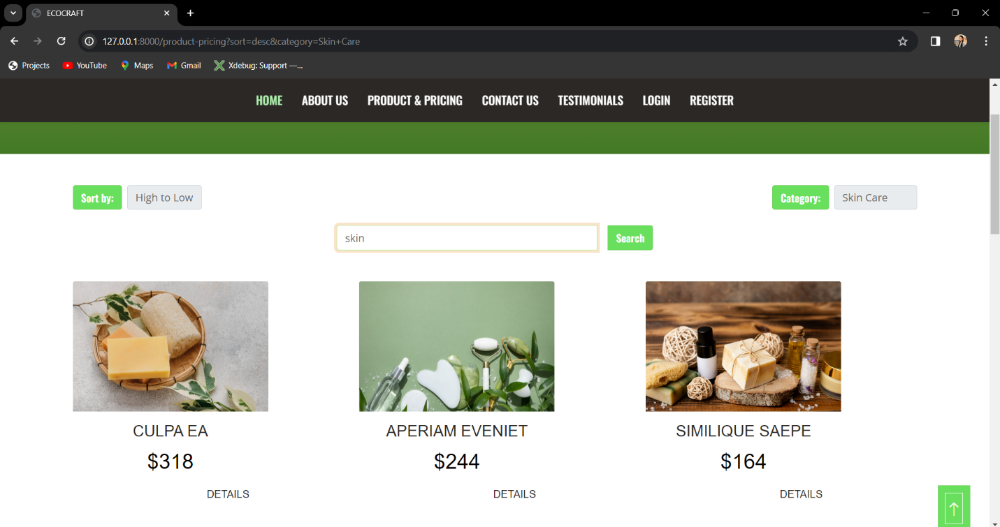 ECOCRAFT
127.0.0.1:8000/product-pricing?sort=desc&category=Skin+Care
Projects YouTube Maps Gmail Xdebug: Support —...
HOME ABOUT US PRODUCT & PRICING CONTACT US TESTIMONIALS LOGIN REGISTER
Sort by: High to Low Category: Skin Care
skin Search
CULPA EA APERIAM EVENIET SIMILIQUE SAEPE
$318 $244 $164
DETAILS DETAILS DETAILS